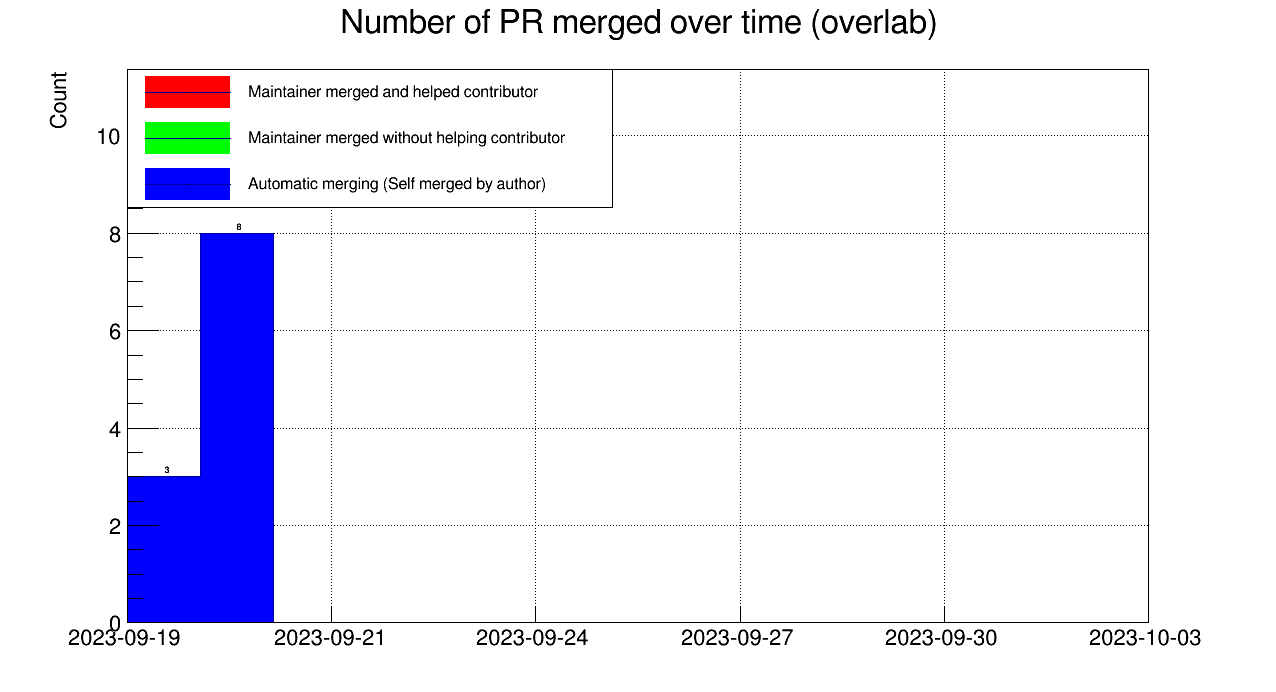 Number of PR merged over time (overlab)
Count
Maintainer merged and helped contributor
Maintainer merged without helping contributor
Automatic merging (Self merged by author)
10
8
8
6
4
3
2
0
2023-09-19 2023-09-21 2023-09-24 2023-09-27 2023-09-30 2023-10-03